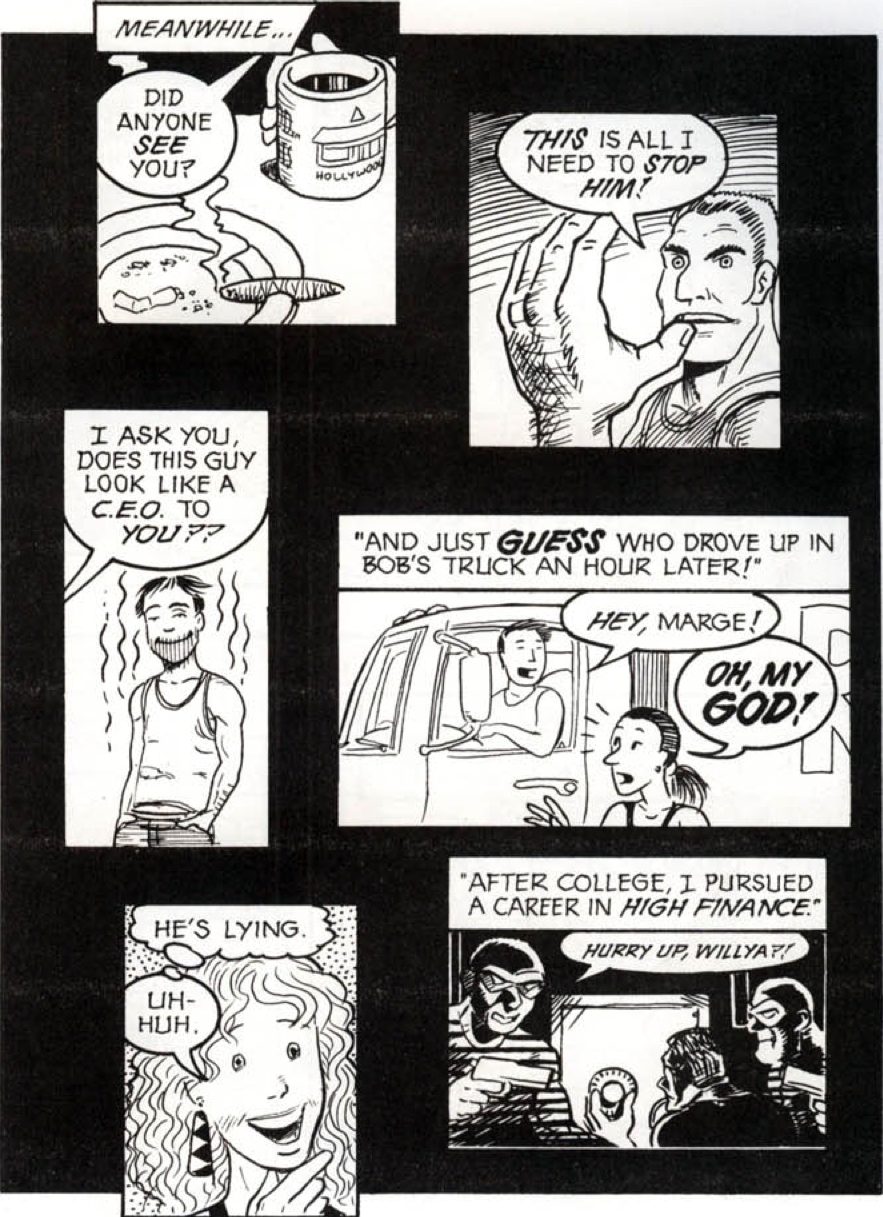 MEANWHILE...
DID
ANYONE
SEE
YOU?
HOLLYWOOD
THIS IS ALL I
NEED TO STOP
HIM!
I ASK YOU,
DOES THIS GUY
LOOK LIKE A
C.E.O. TO
YOU??
"AND JUST GUESS WHO DROVE UP IN
BOB'S TRUCK AN HOUR LATER!"
HEY, MARGE!
OH, MY
GOD!
R
HE'S LYING.
UH-
HUH.
"AFTER COLLEGE, I PURSUED
A CAREER IN HIGH FINANCE."
HURRY UP, WILLYA?!